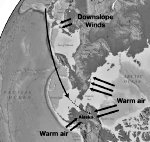 Downslope
Winds
PACIFIC
OCEAN
ARCTIC
OCEAN
Warm air
Alaska
Warm air